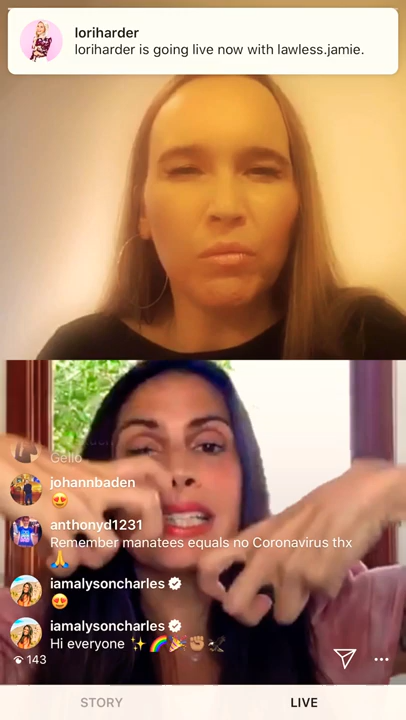 loriharder
loriharder is going live now with lawless.jamie.
Gello
johannbaden
😍
anthonyd1231
Remember manatees equals no Coronavirus thx
🙏
iamalysoncharles
😍
iamalysoncharles
Hi everyone ✨🌈🎉✊🏽🦅
143
STORY
LIVE